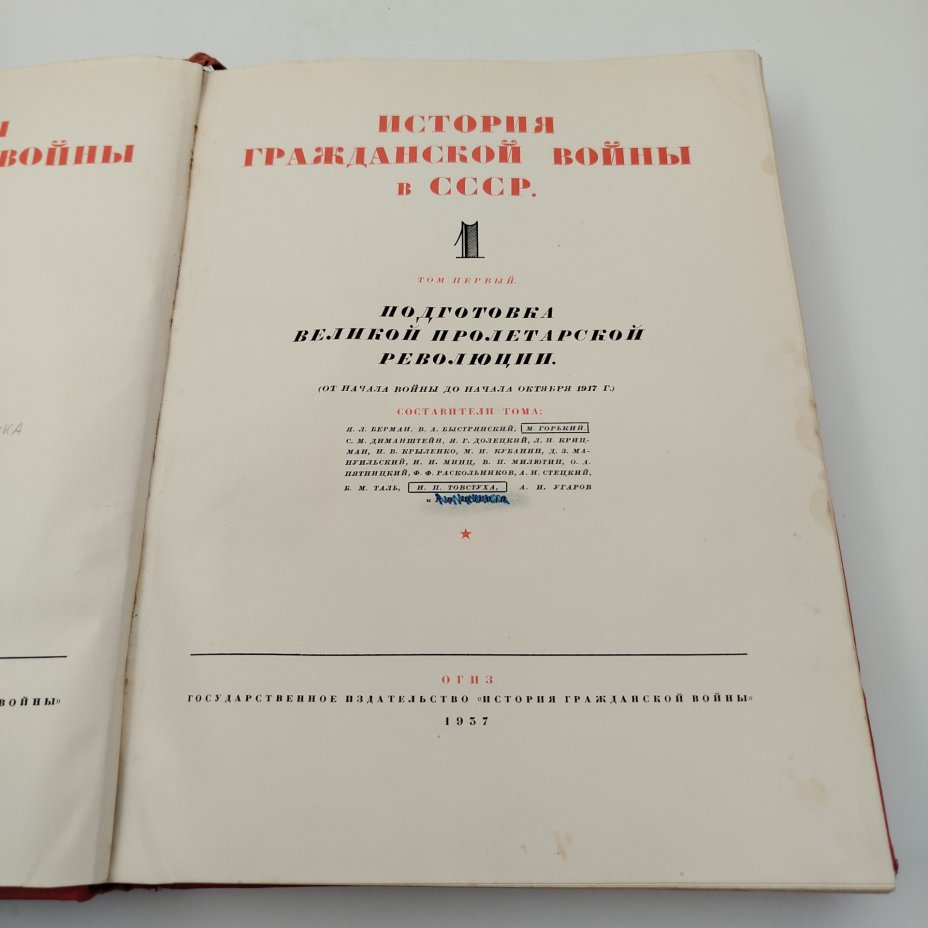 ВОЙНЫ
ВОЙНЫ»
ИСТОРИЯ
ГРАЖДАНСКОЙ ВОЙНЫ
в СССР.
1
ТОМ ПЕРВЫЙ.
ПОДГОТОВКА
ВЕЛИКОЙ ПРОЛЕТАРСКОЙ
РЕВОЛЮЦИИ.
(ОТ НАЧАЛА ВОЙНЫ ДО НАЧАЛА ОКТЯБРЯ 1917 Г.)
СОСТАВИТЕЛИ ТОМА:
Я. Л. БЕРМАН, В. А. БЫСТРЯНСКИЙ, М. ГОРЬКИЙ,
С. М. ДИМАНШТЕЙН, Я. Г. ДОЛЕЦКИЙ, Л. Н. КРИЦ-
МАН, Н. В. КРЫЛЕНКО, М. И. КУБАНИН, Д. З. МА-
НУИЛЬСКИЙ, И. И. МИНЦ, В. П. МИЛЮТИН, О. А.
ПЯТНИЦКИЙ, Ф. Ф. РАСКОЛЬНИКОВ, А. И. СТЕЦКИЙ,
Б. М. ТАЛЬ, И. П. ТОВСТУХА, А. И. УГАРОВ
и
ОГИЗ
ГОСУДАРСТВЕННОЕ ИЗДАТЕЛЬСТВО «ИСТОРИЯ ГРАЖДАНСКОЙ ВОЙНЫ»
1937